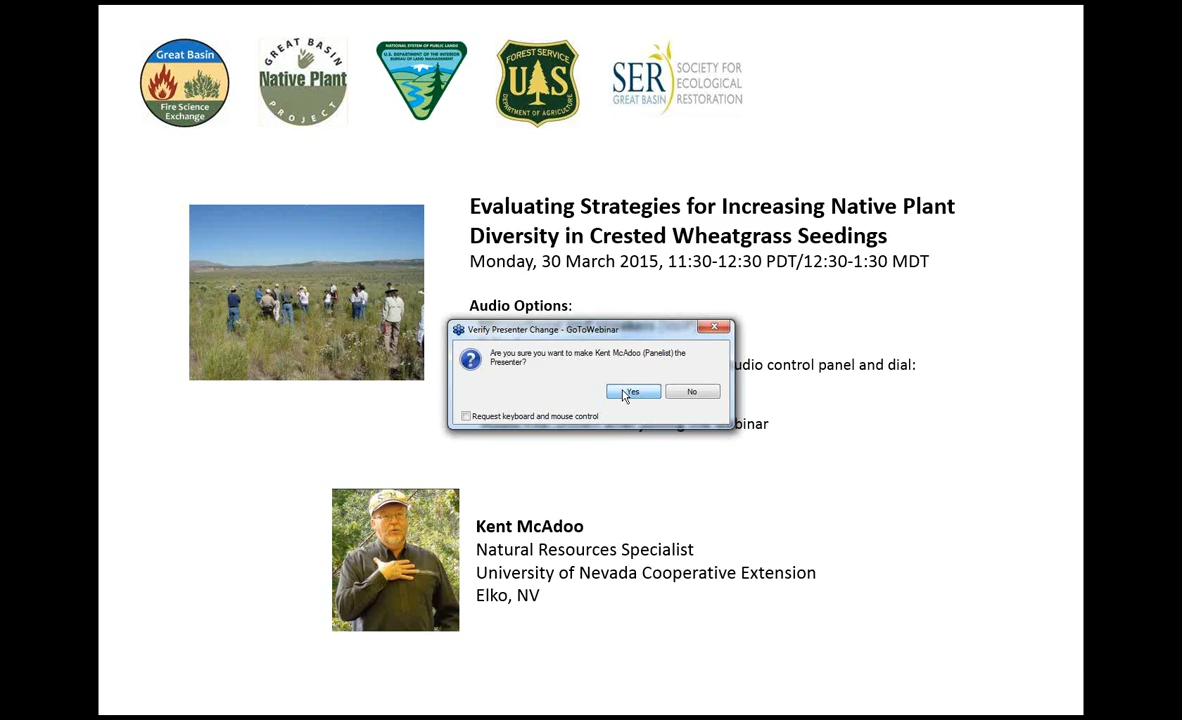 Great Basin
Fire Science
Exchange
GREAT BASIN
Native Plant
PROJECT
NATIONAL SYSTEM OF PUBLIC LANDS
U.S. DEPARTMENT OF THE INTERIOR
BUREAU OF LAND MANAGEMENT
FOREST SERVICE
U S
DEPARTMENT OF AGRICULTURE
SER
GREAT BASIN
SOCIETY FOR
ECOLOGICAL
RESTORATION
Evaluating Strategies for Increasing Native Plant
Diversity in Crested Wheatgrass Seedings
Monday, 30 March 2015, 11:30-12:30 PDT/12:30-1:30 MDT
Audio Options:
Verify Presenter Change - GoToWebinar
Are you sure you want to make Kent McAdoo (Panelist) the
Presenter?
control panel and dial:
Yes No
Request keyboard and mouse control
Kent McAdoo
Natural Resources Specialist
University of Nevada Cooperative Extension
Elko, NV